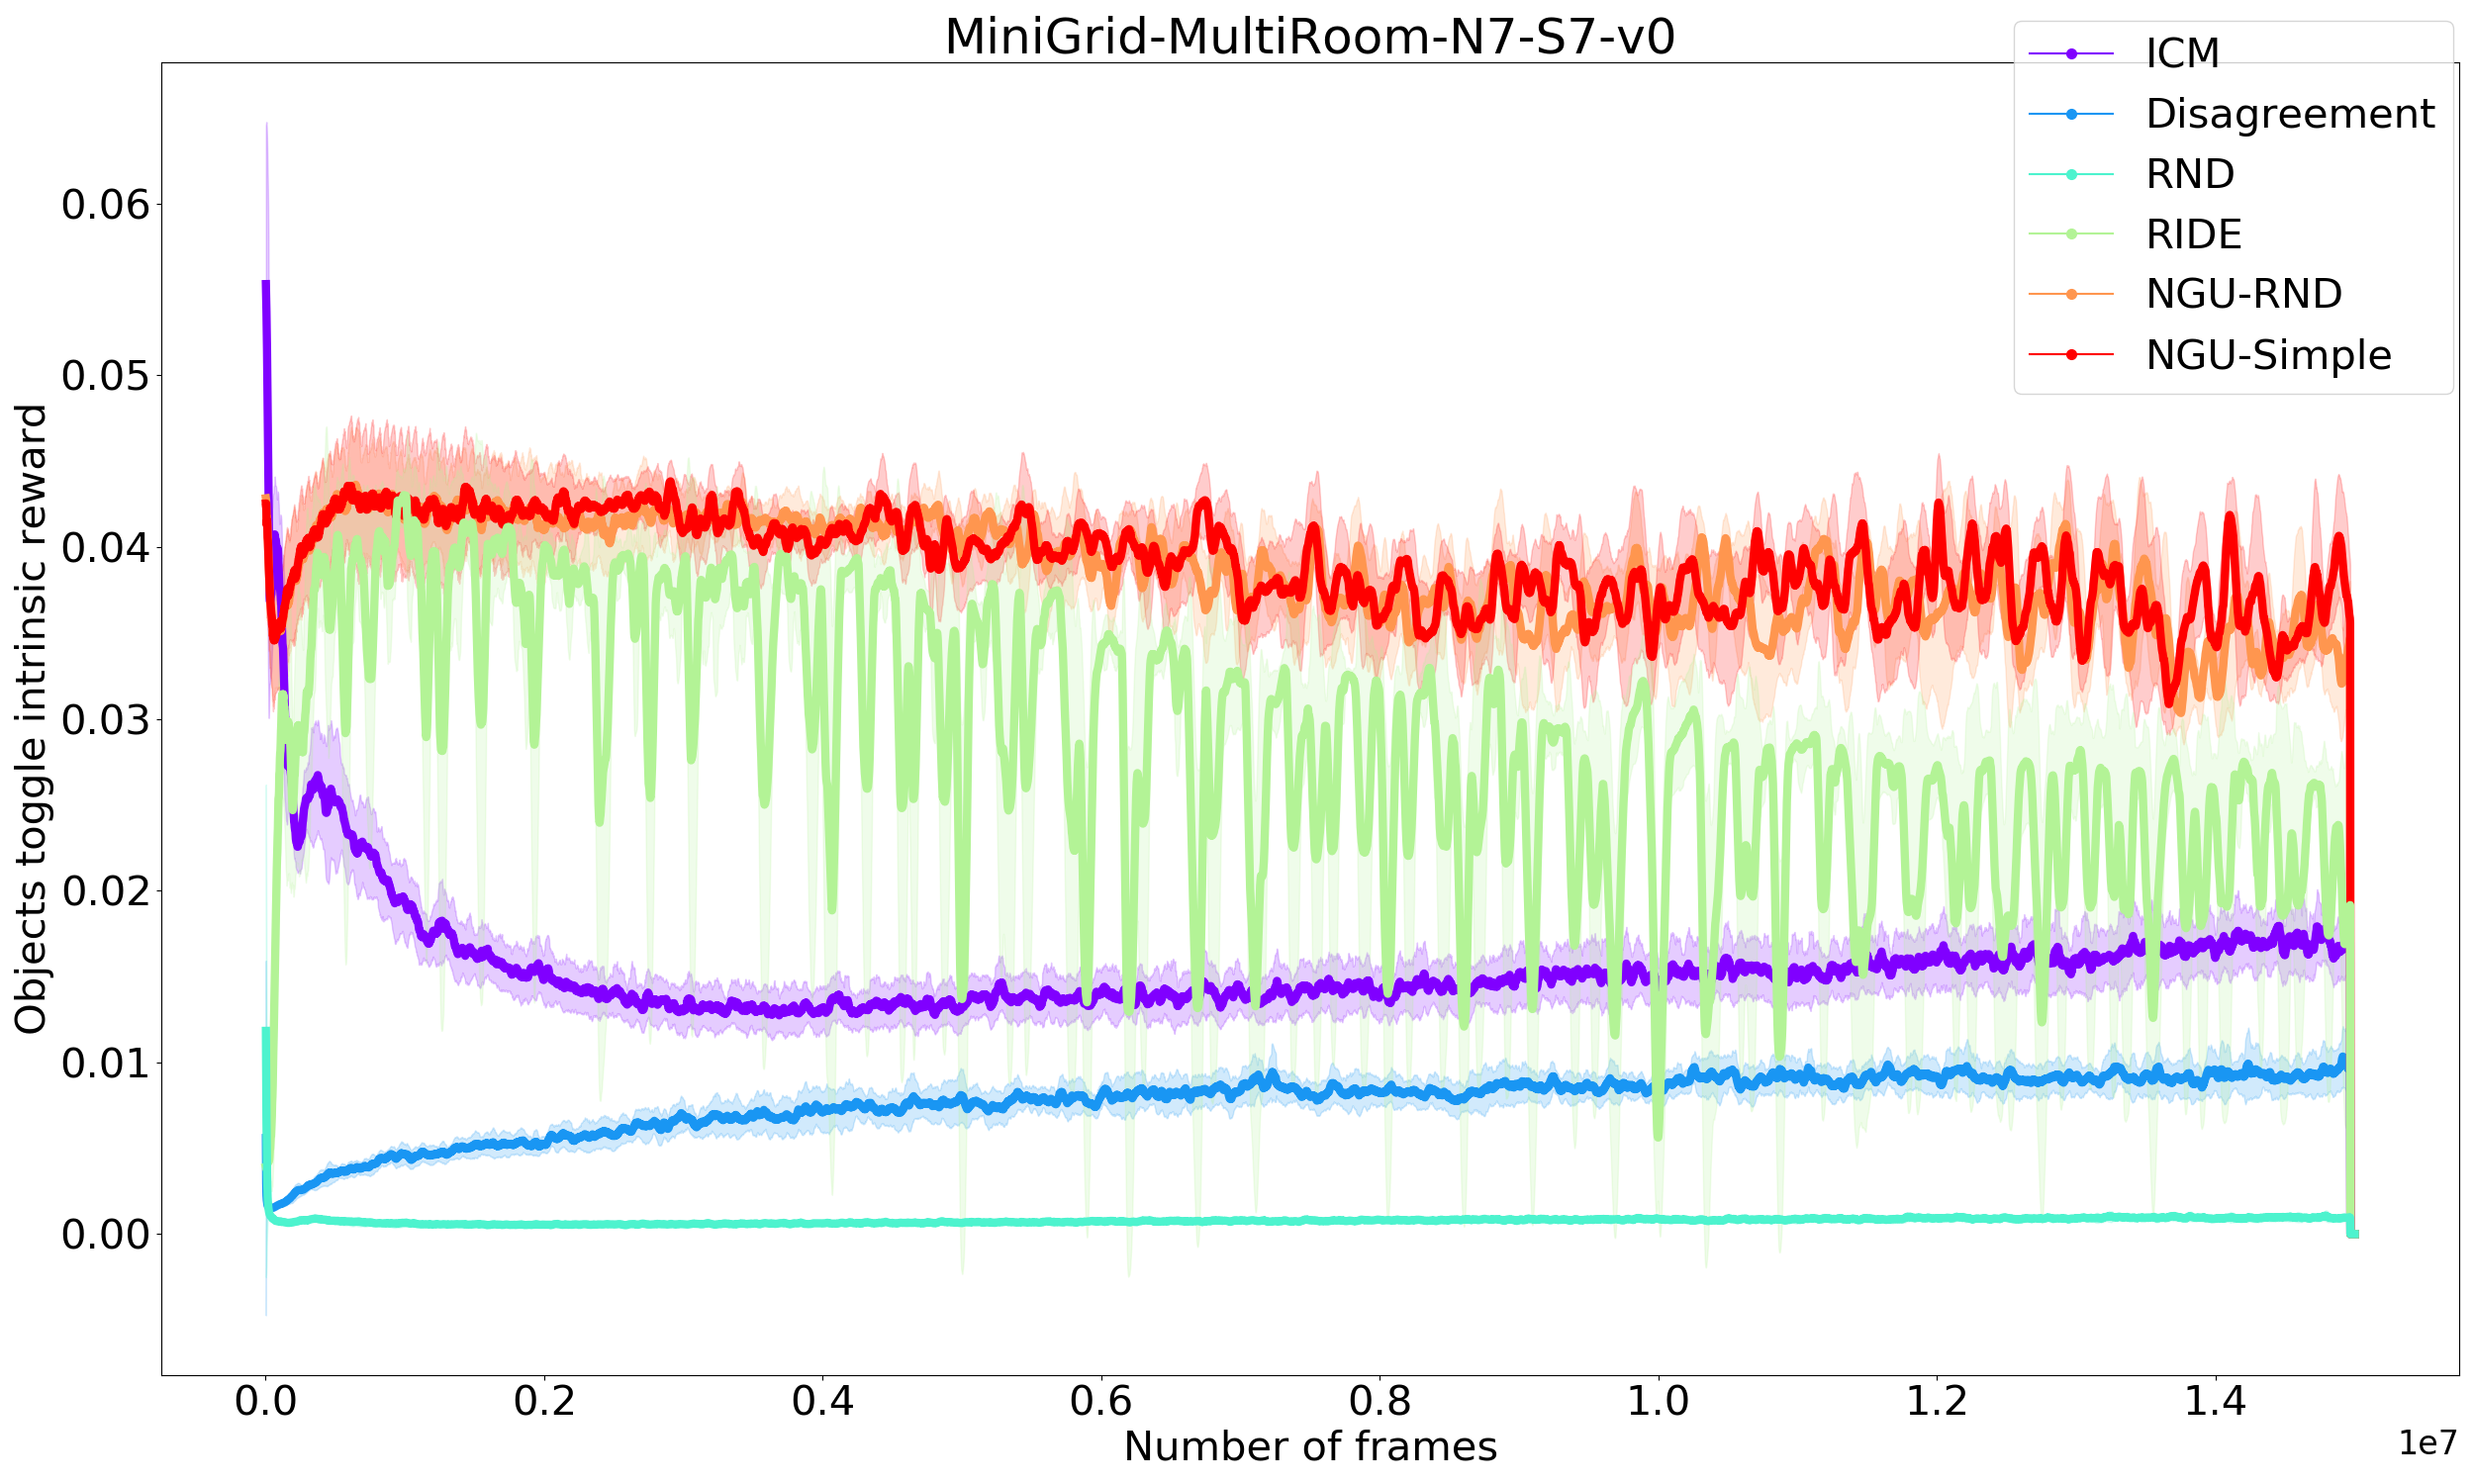 MiniGrid-MultiRoom-N7-S7-v0
ICM
Disagreement
RND
RIDE
NGU-RND
NGU-Simple
Objects toggle intrinsic reward
0.06
0.05
0.04
0.03
0.02
0.01
0.00
0.0 0.2 0.4 0.6 0.8 1.0 1.2 1.4
Number of frames
1e7